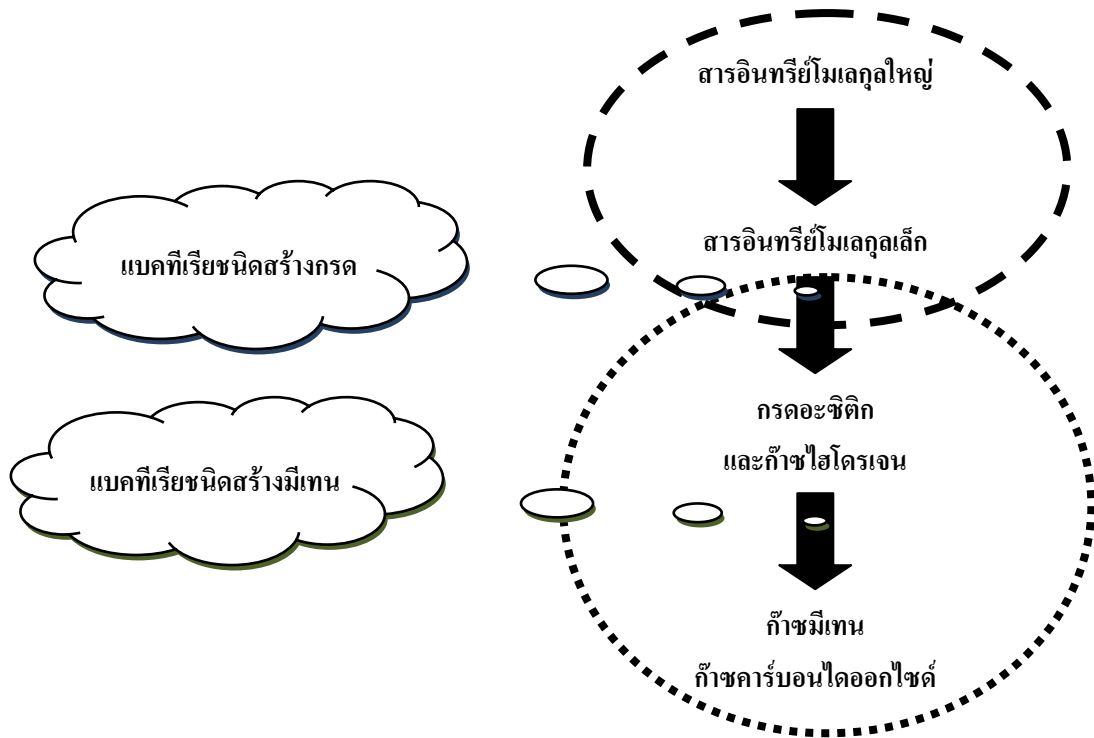 สารอินทรีย์โมเลกุลใหญ่
สารอินทรีย์โมเลกุลเล็ก
แบคทีเรียชนิดสร้างกรด
กรดอะซิติก
และก๊าซไฮโดรเจน
แบคทีเรียชนิดสร้างมีเทน
ก๊าซมีเทน
ก๊าซคาร์บอนไดออกไซด์